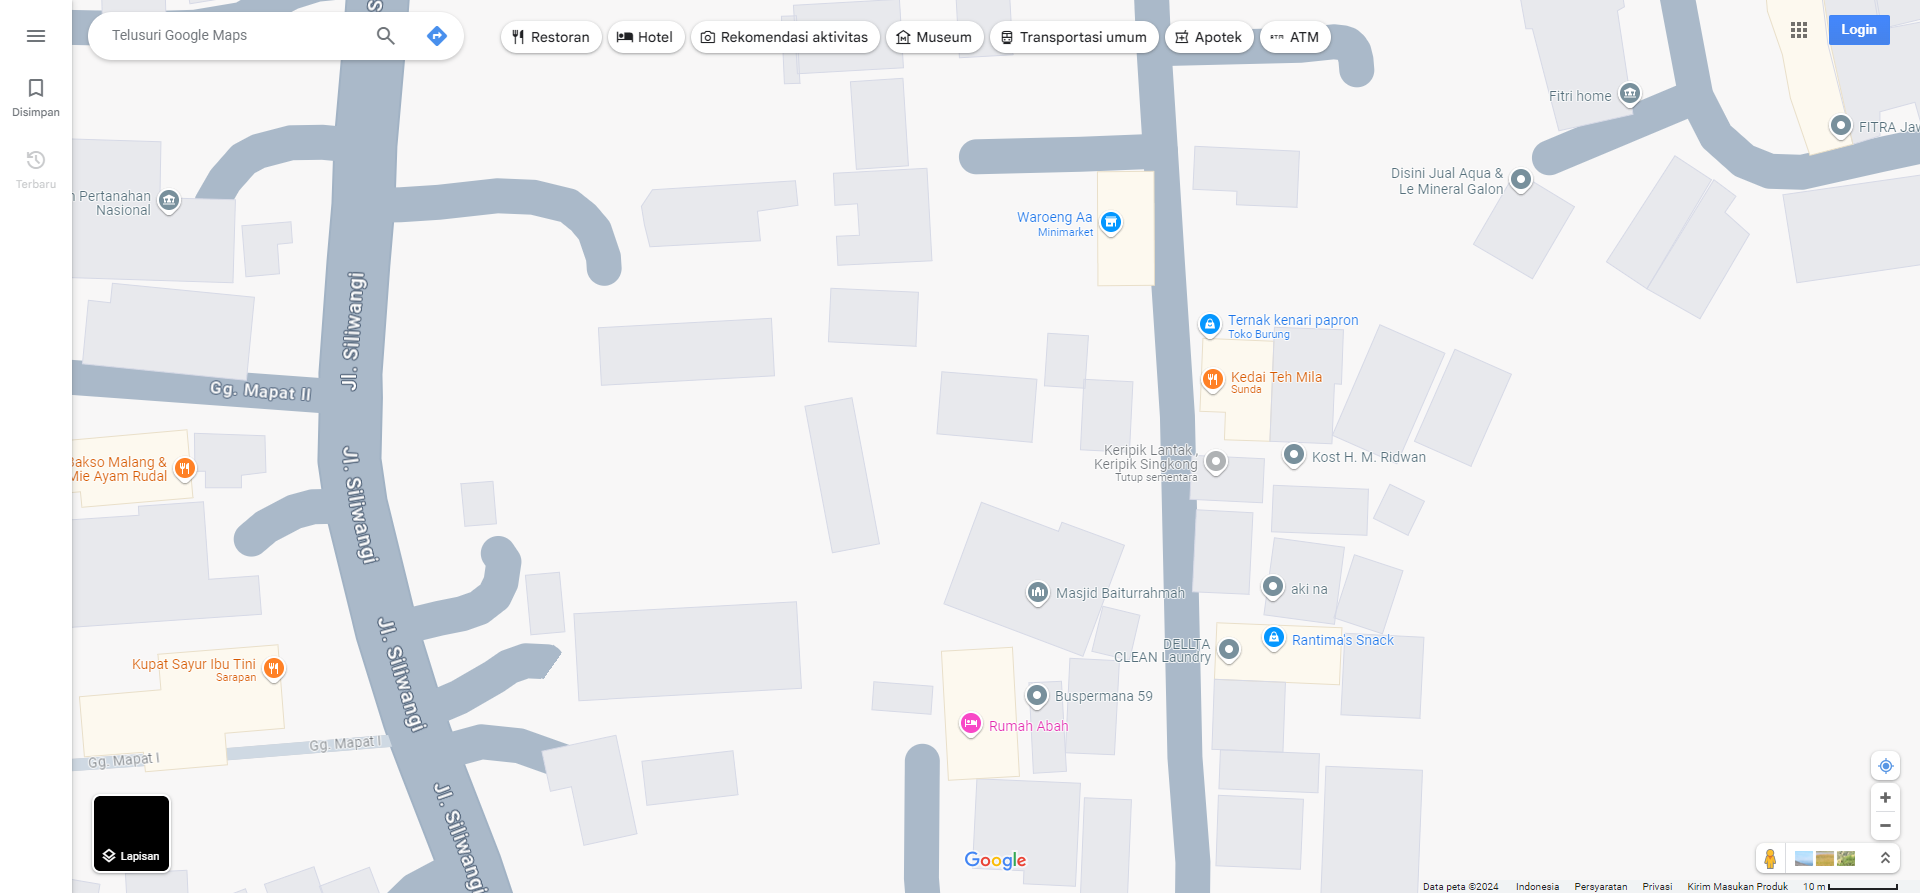 Telusuri Google Maps
Restoran
Hotel
Rekomendasi aktivitas
Museum
Transportasi umum
Apotek
ATM
Login
Disimpan
Terbaru
Pertanahan
Nasional
Jl. Siliwangi
Gg. Mapat II
Bakso Malang &
Mie Ayam Rudal
Jl. Siliwangi
Jl. Siliwangi
Kupat Sayur Ibu Tini
Sarapan
Gg. Mapat I
Gg. Mapat I
Jl. Siliwangi
Lapisan
Waroeng Aa
Minimarket
Fitri home
FITRA Jaw
Disini Jual Aqua &
Le Mineral Galon
Ternak kenari papron
Toko Burung
Kedai Teh Mila
Sunda
Keripik Lantak,
Keripik Singkong
Tutup sementara
Kost H. M. Ridwan
Masjid Baiturrahmah
aki na
DELLTA
CLEAN Laundry
Rantima's Snack
Buspermana 59
Rumah Abah
Google
Data peta ©2024
Indonesia
Persyaratan
Privasi
Kirim Masukan Produk
10 m